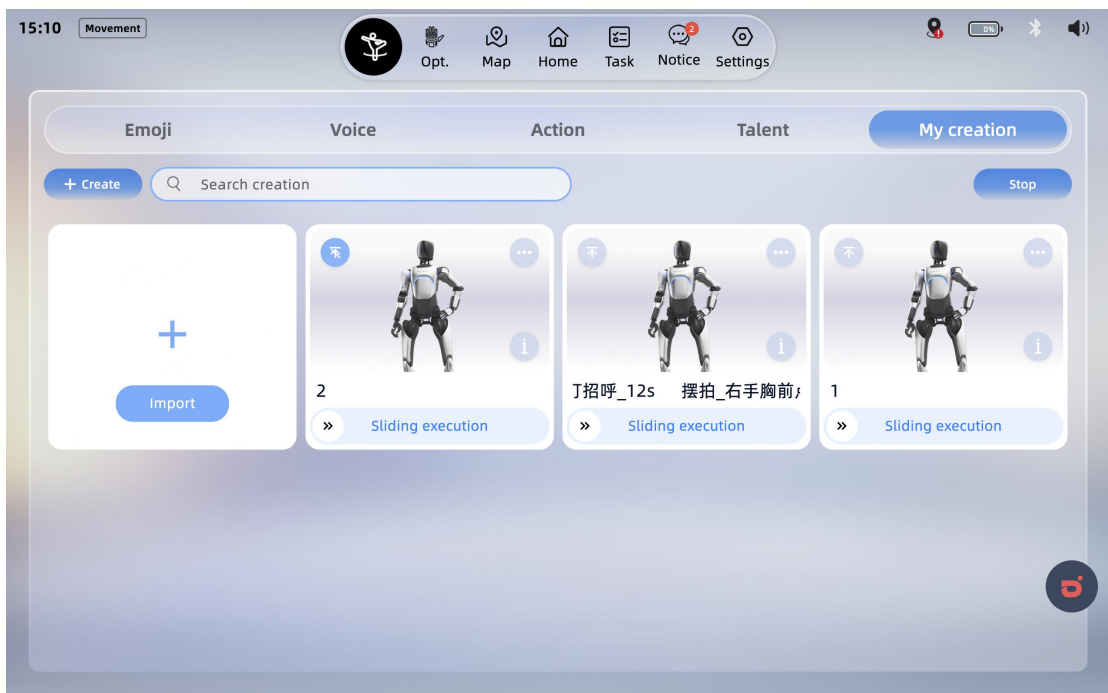 15:10 Movement
Opt. Map Home Task Notice 2 Settings
0%
Emoji Voice Action Talent My creation
+ Create Search creation Stop
Import
2
招呼_12s 摆拍_右手胸前
1
Sliding execution Sliding execution Sliding execution